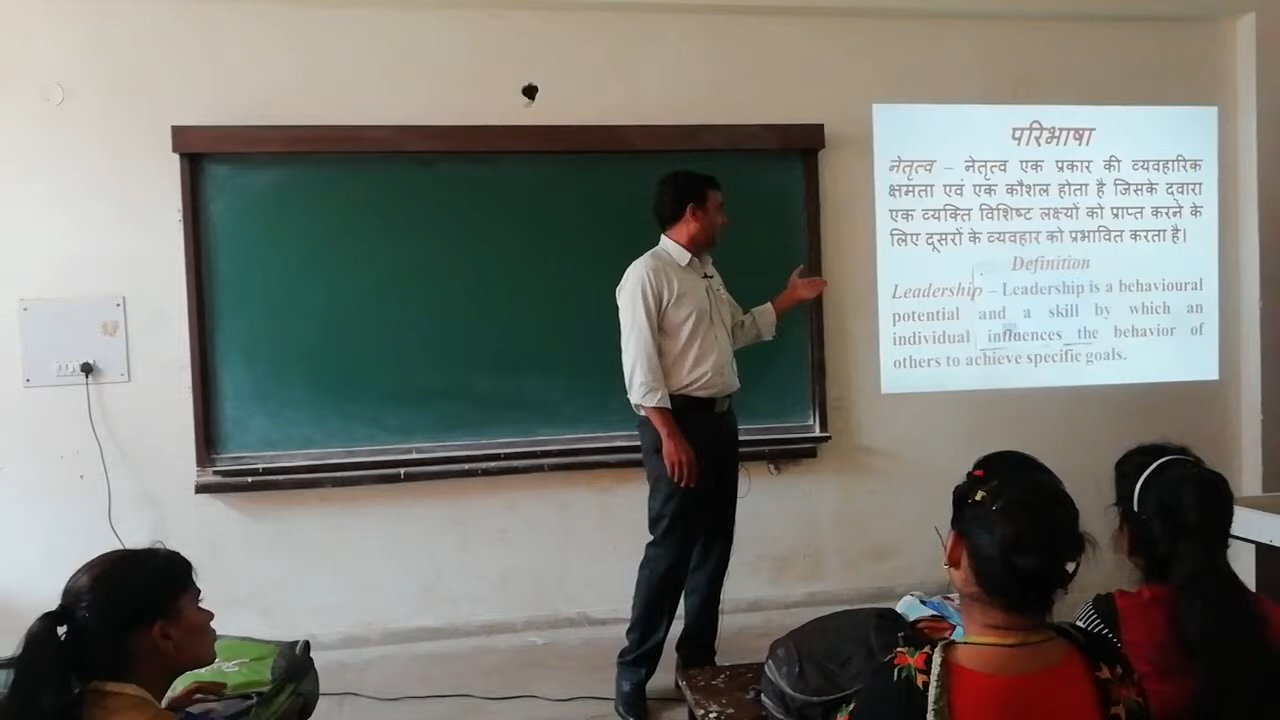 परिभाषा
नेतृत्व – नेतृत्व एक प्रकार की व्यवहारिक
क्षमता एवं एक कौशल होता है जिसके दवारा
एक व्यक्ति विशिष्ट लक्ष्यों को प्राप्त करने के
लिए दूसरों के व्यवहार को प्रभावित करता है।
Definition
Leadership – Leadership is a behavioural
potential and a skill by which an
individual influences the behavior of
others to achieve specific goals.